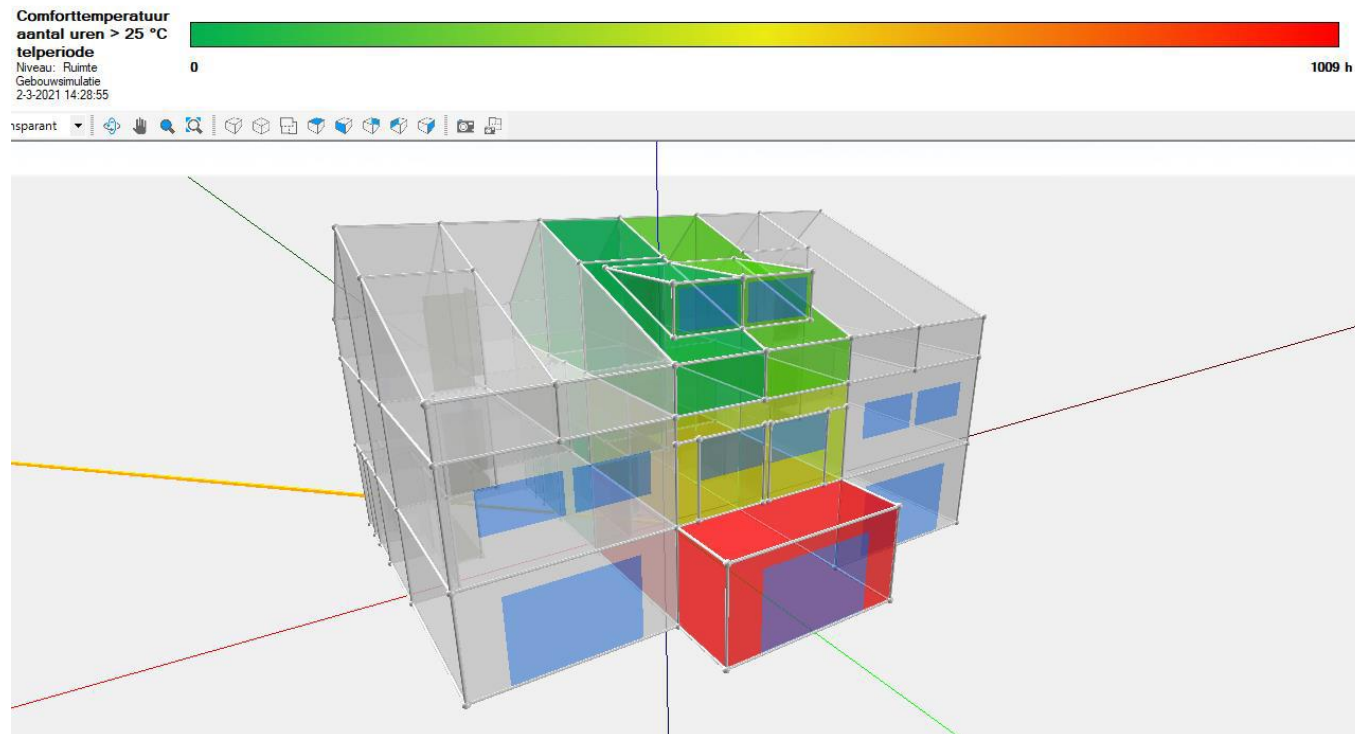 Comforttemperatuur
aantal uren > 25 °C
telperiode
Niveau: Ruimte
Gebouwsimulatie
2-3-2021 14:28:55
0
1009 h
nsparant